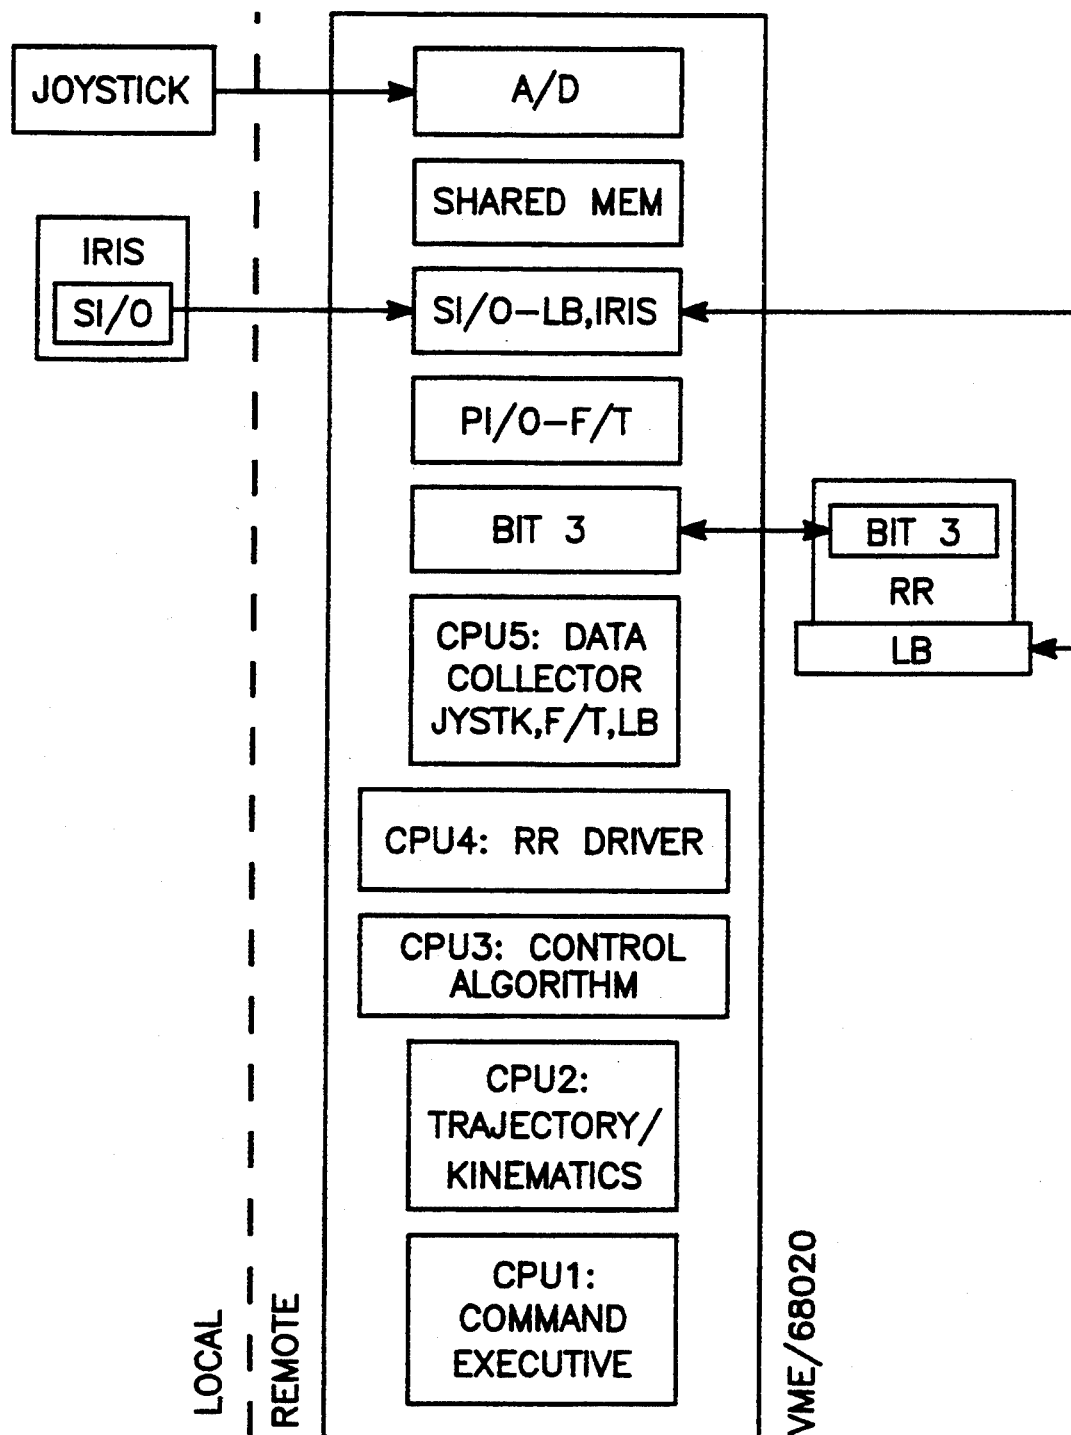 JOYSTICK
A/D
SHARED MEM
IRIS
SI/O
SI/O-LB,IRIS
PI/O-F/T
BIT 3
BIT 3
RR
LB
CPU5: DATA
COLLECTOR
JYSTK,F/T,LB
CPU4: RR DRIVER
CPU3: CONTROL
ALGORITHM
CPU2:
TRAJECTORY/
KINEMATICS
CPU1:
COMMAND
EXECUTIVE
LOCAL
REMOTE
VME/68020